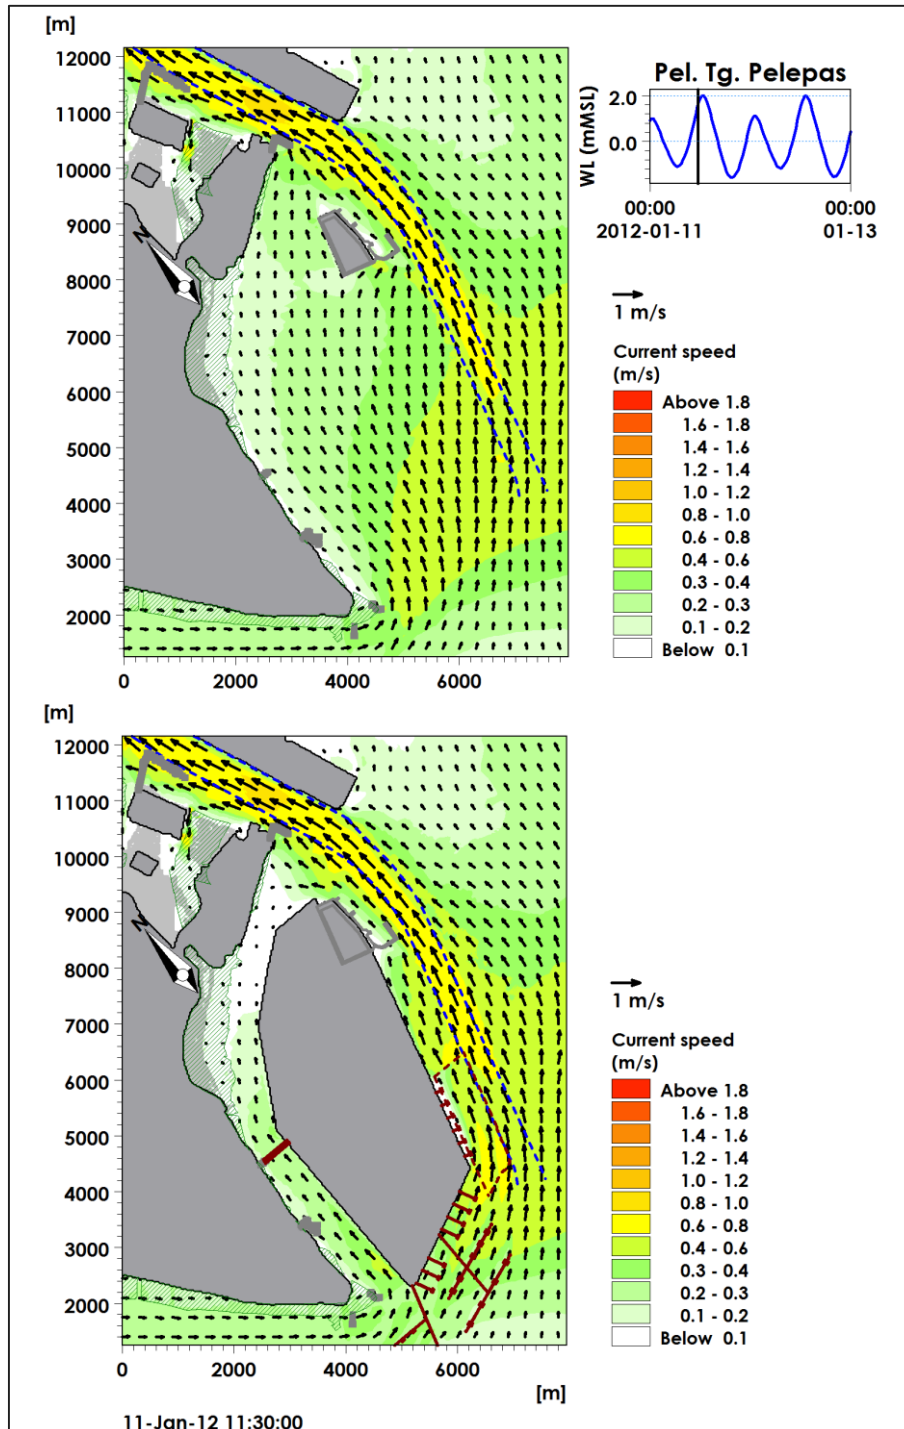 [m]
12000
11000
10000
9000
8000
7000
6000
5000
4000
3000
2000
0 2000 4000 6000
N
Pel. Tg. Pelepas
WL (mMSL)
2.0
0.0
00:00 00:00
2012-01-11 01-13
1 m/s
Current speed
(m/s)
Above 1.8
1.6 - 1.8
1.4 - 1.6
1.2 - 1.4
1.0 - 1.2
0.8 - 1.0
0.6 - 0.8
0.4 - 0.6
0.3 - 0.4
0.2 - 0.3
0.1 - 0.2
Below 0.1
[m]
12000
11000
10000
9000
8000
7000
6000
5000
4000
3000
2000
0 2000 4000 6000
[m]
N
1 m/s
Current speed
(m/s)
Above 1.8
1.6 - 1.8
1.4 - 1.6
1.2 - 1.4
1.0 - 1.2
0.8 - 1.0
0.6 - 0.8
0.4 - 0.6
0.3 - 0.4
0.2 - 0.3
0.1 - 0.2
Below 0.1
11-Jan-12 11:30:00